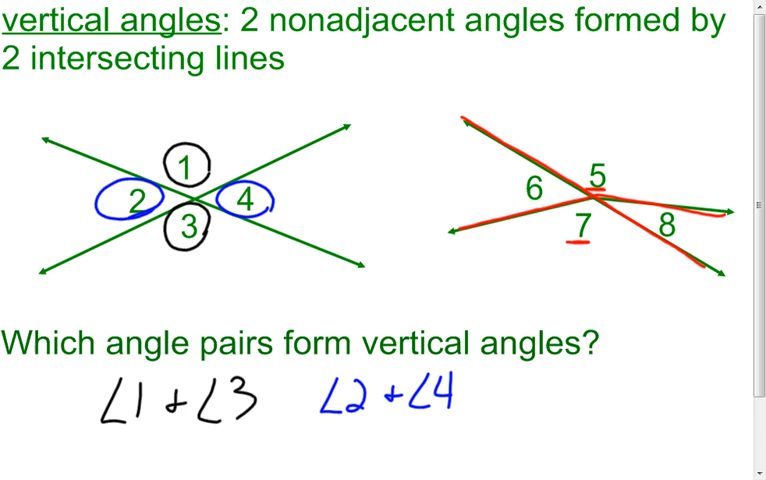 vertical angles: 2 nonadjacent angles formed by
2 intersecting lines
1
2
4
3
5
6
7
8
Which angle pairs form vertical angles?
∠1 + ∠3 ∠2 + ∠4